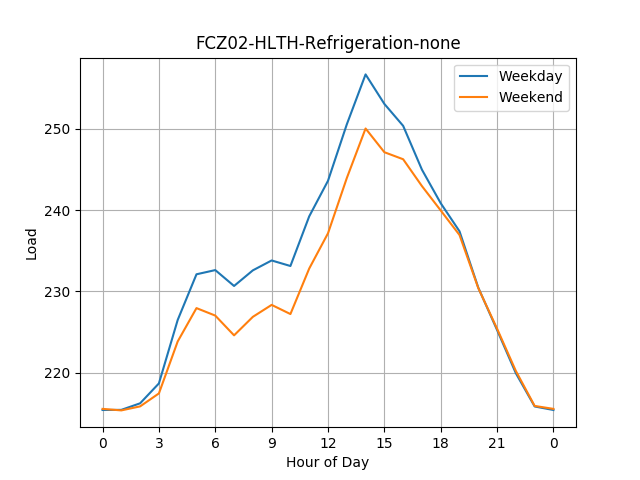 FCZ02-HLTH-Refrigeration-none
Weekday
Weekend
250
240
230
220
Load
0 3 6 9 12 15 18 21 0
Hour of Day